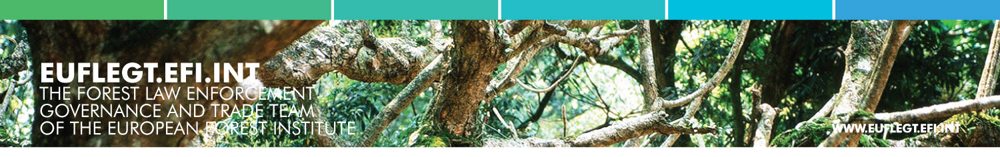 EUFLEGT.EFI.INT
THE FOREST LAW ENFORCEMENT
GOVERNANCE AND TRADE TEAM
OF THE EUROPEAN FOREST INSTITUTE
WWW.EUFLEGT.EFI.INT